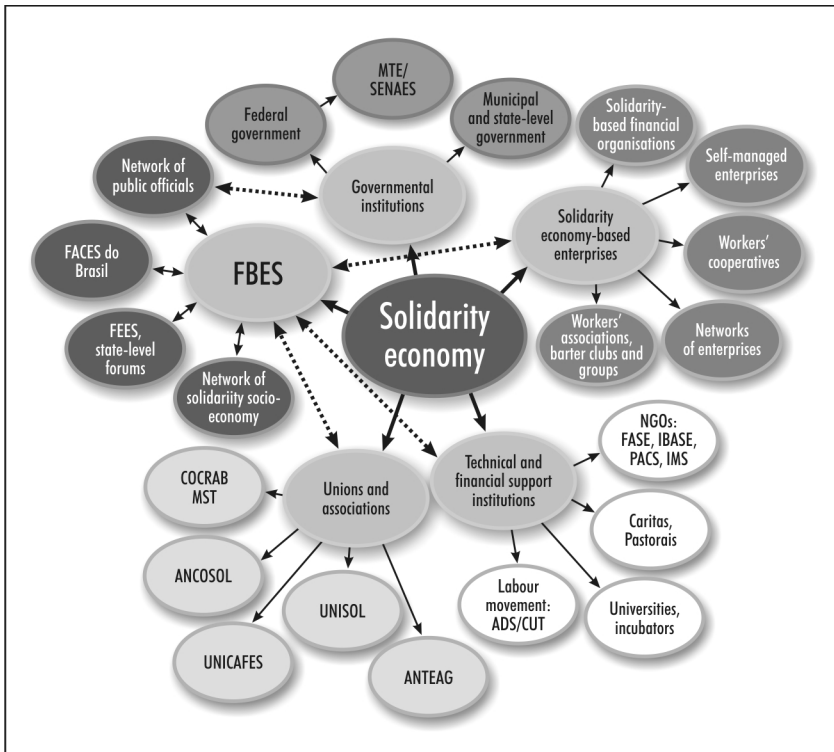 MTE/
SENAES
Federal
government
Municipal
and state-level
government
Solidarity-
based financial
organisations
Network of
public officials
Governmental
institutions
Self-managed
enterprises
Solidarity
economy-based
enterprises
FACES do
Brasil
FBES
Workers'
cooperatives
Solidarity
economy
FEES,
state-level
forums
Workers'
associations,
barter clubs and
groups
Networks
of enterprises
Network of
solidariity socio-
economy
NGOs:
FASE, IBASE,
PACS, IMS
COCRAB
MST
Unions and
associations
Technical and
financial support
institutions
Caritas,
Pastorais
ANCOSOL
UNISOL
Labour
movement:
ADS/CUT
Universities,
incubators
UNICAFES
ANTEAG